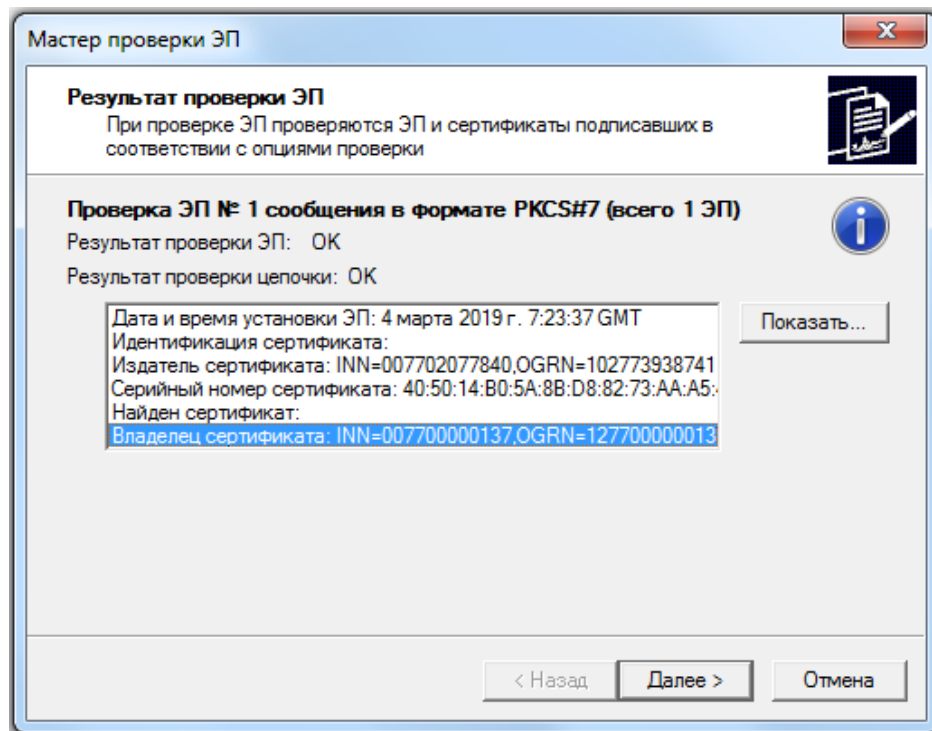 Мастер проверки ЭП
Результат проверки ЭП
При проверке ЭП проверяются ЭП и сертификаты подписавших в
соответствии с опциями проверки
Проверка ЭП № 1 сообщения в формате PKCS#7 (всего 1 ЭП)
Результат проверки ЭП: OK
Результат проверки цепочки: OK
Дата и время установки ЭП: 4 марта 2019 г. 7:23:37 GMT
Идентификация сертификата:
Издатель сертификата: INN=007702077840,OGRN=102773938741
Серийный номер сертификата: 40:50:14:B0:5A:8B:D8:82:73:AA:A5:
Найден сертификат:
Владелец сертификата: INN=007700000137,OGRN=127700000013
Показать...
< Назад
Далее >
Отмена